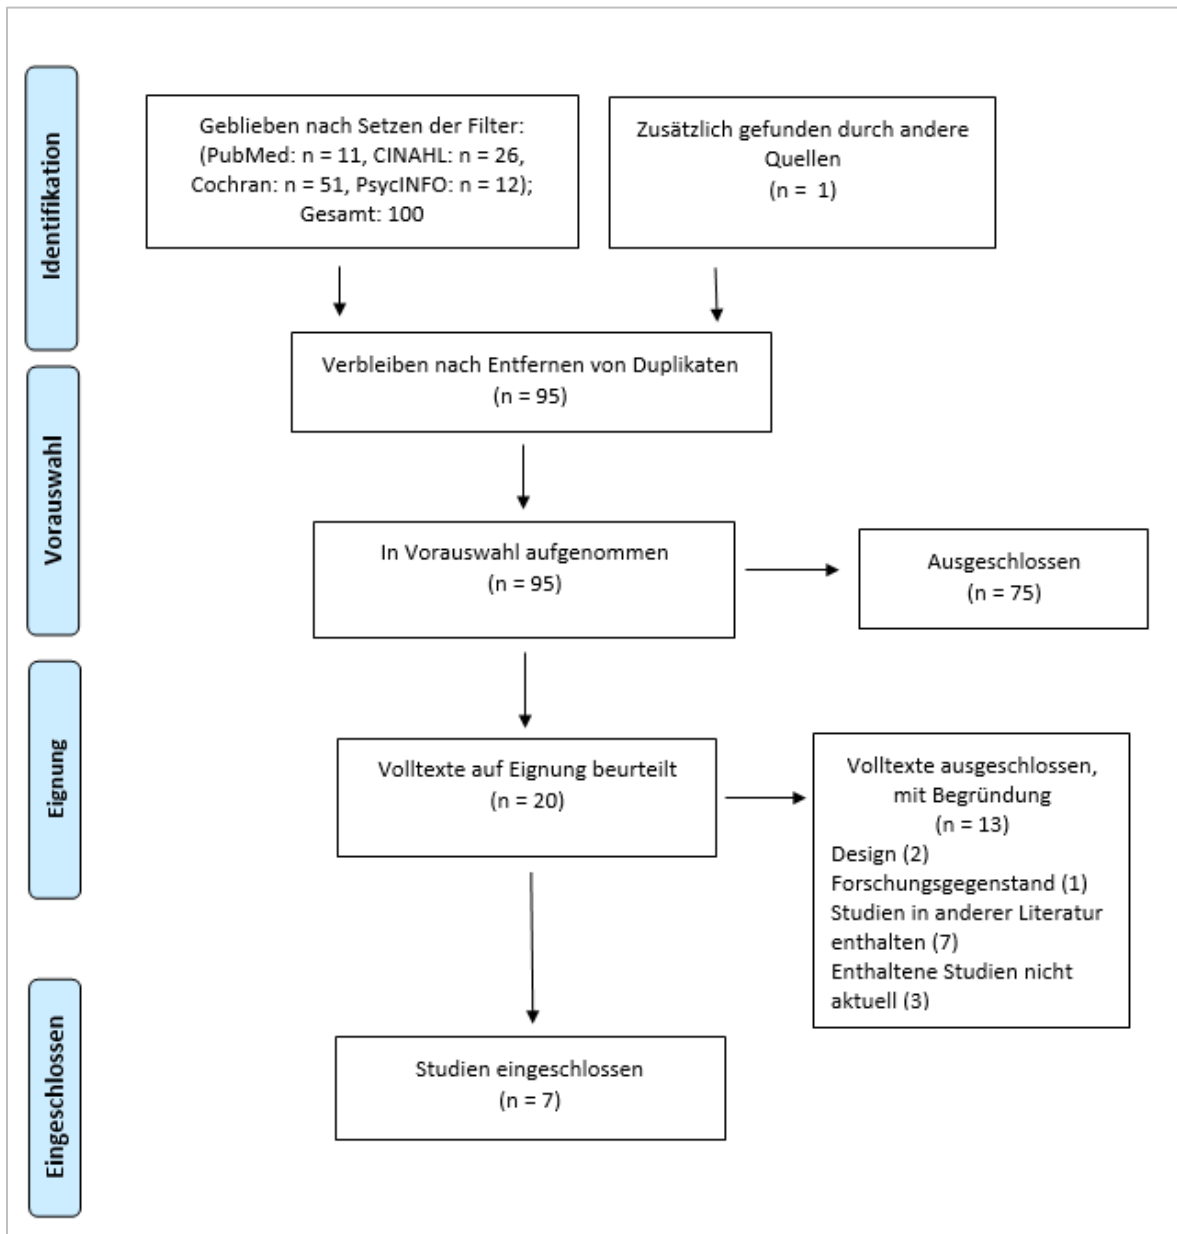 Identifikation
Geblieben nach Setzen der Filter:
(PubMed: n = 11, CINAHL: n = 26,
Cochran: n = 51, PsycINFO: n = 12);
Gesamt: 100
Zusätzlich gefunden durch andere
Quellen
(n = 1)
Verbleiben nach Entfernen von Duplikaten
(n = 95)
Vorauswahl
In Vorauswahl aufgenommen
(n = 95)
Ausgeschlossen
(n = 75)
Eignung
Volltexte auf Eignung beurteilt
(n = 20)
Volltexte ausgeschlossen,
mit Begründung
(n = 13)
Design (2)
Forschungsgegenstand (1)
Studien in anderer Literatur
enthalten (7)
Enthaltene Studien nicht
aktuell (3)
Eingeschlossen
Studien eingeschlossen
(n = 7)